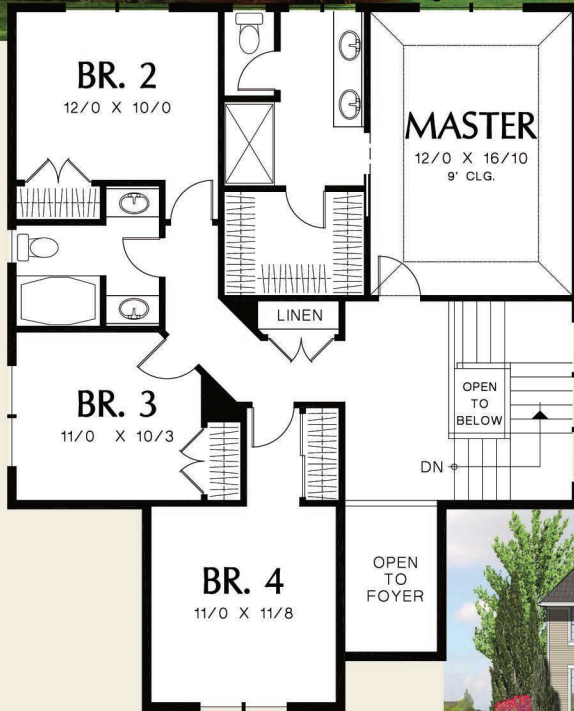 BR. 2
12/0 X 10/0
MASTER
12/0 X 16/10
9' CLG.
LINEN
BR. 3
11/0 X 10/3
OPEN
TO
BELOW
DN
BR. 4
11/0 X 11/8
OPEN
TO
FOYER